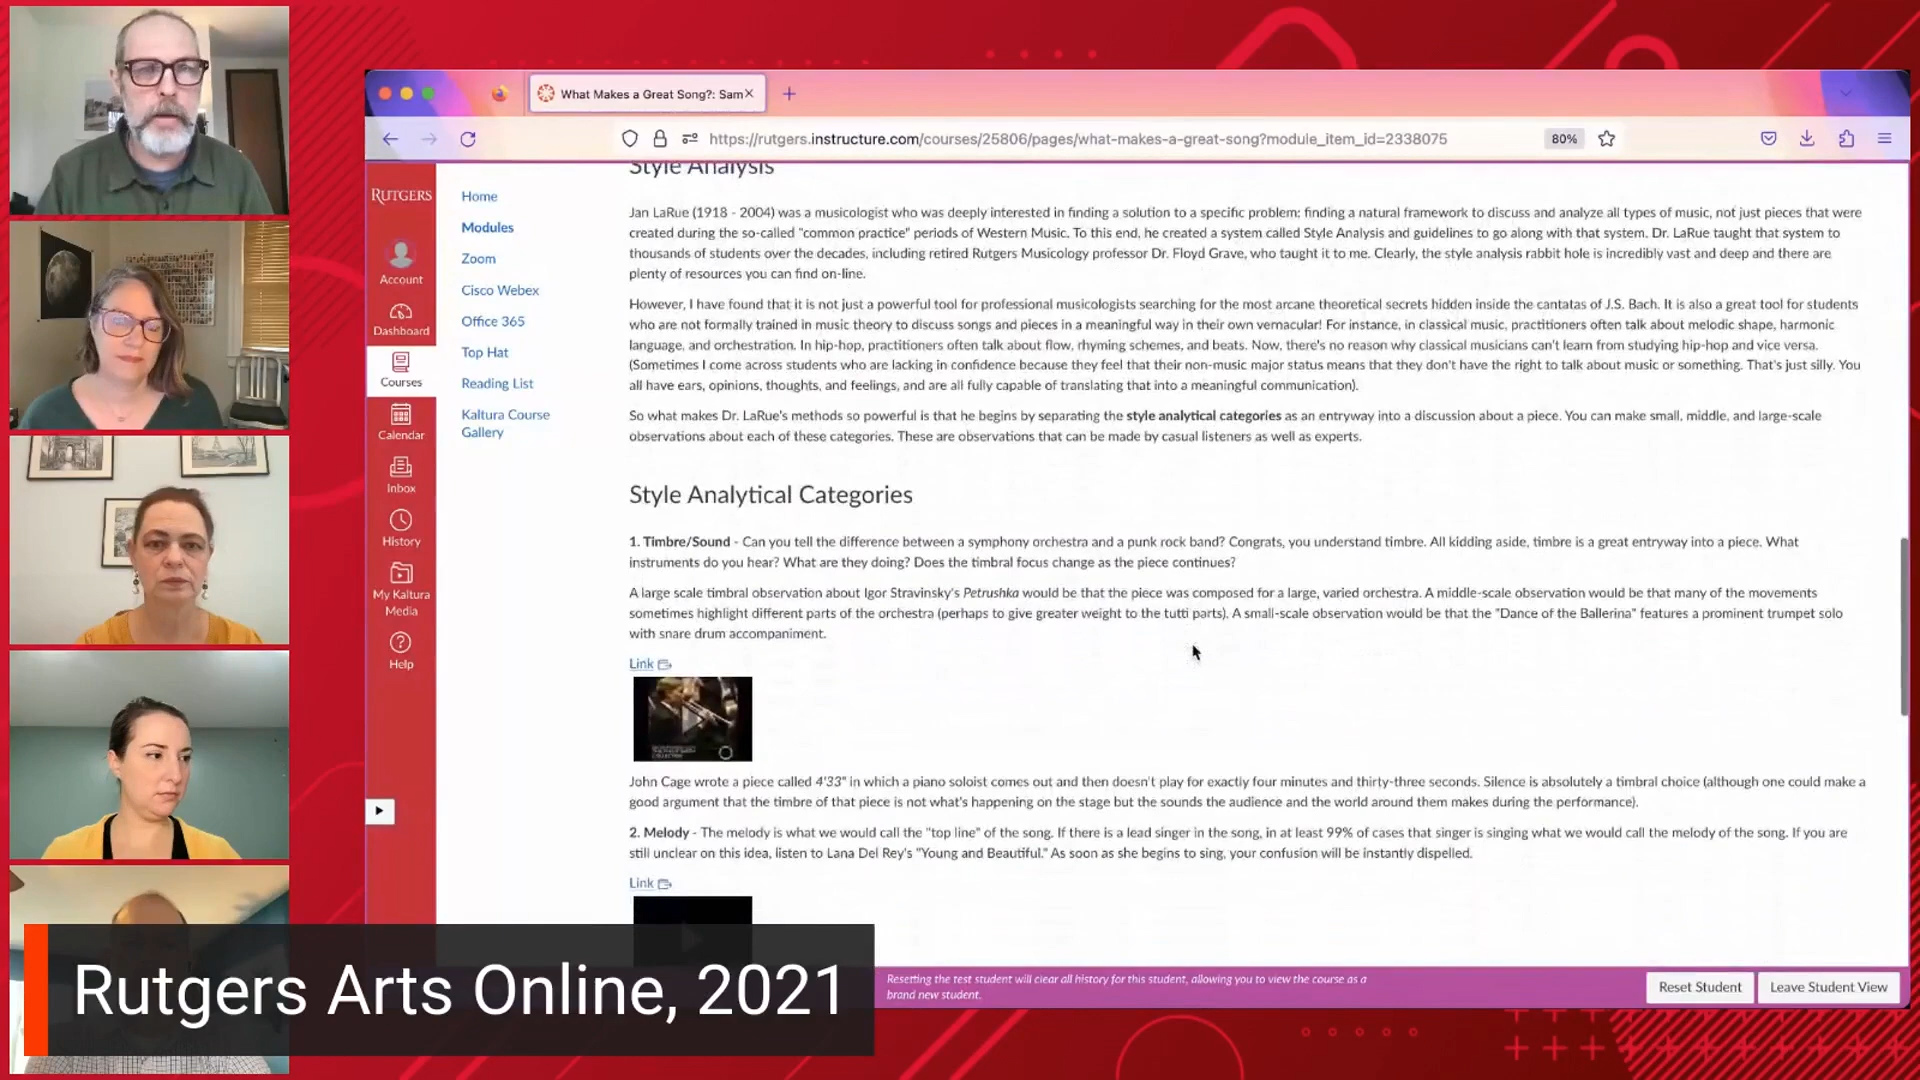 What Makes a Great Song?: Sam
https://rutgers.instructure.com/courses/25806/pages/what-makes-a-great-song?module_item_id=2338075
80%
RUTGERS
Account
Dashboard
Courses
Calendar
Inbox
History
My Kaltura
Media
Help
Home
Modules
Zoom
Cisco Webex
Office 365
Top Hat
Reading List
Kaltura Course
Gallery
Style Analysis
Jan LaRue (1918 - 2004) was a musicologist who was deeply interested in finding a solution to a specific problem: finding a natural framework to discuss and analyze all types of music, not just pieces that were
created during the so-called "common practice" periods of Western Music. To this end, he created a system called Style Analysis and guidelines to go along with that system. Dr. LaRue taught that system to
thousands of students over the decades, including retired Rutgers Musicology professor Dr. Floyd Grave, who taught it to me. Clearly, the style analysis rabbit hole is incredibly vast and deep and there are
plenty of resources you can find on-line.
However, I have found that it is not just a powerful tool for professional musicologists searching for the most arcane theoretical secrets hidden inside the cantatas of J.S. Bach. It is also a great tool for students
who are not formally trained in music theory to discuss songs and pieces in a meaningful way in their own vernacular! For instance, in classical music, practitioners often talk about melodic shape, harmonic
language, and orchestration. In hip-hop, practitioners often talk about flow, rhyming schemes, and beats. Now, there's no reason why classical musicians can't learn from studying hip-hop and vice versa.
(Sometimes I come across students who are lacking in confidence because they feel that their non-music major status means that they don't have the right to talk about music or something. That's just silly. You
all have ears, opinions, thoughts, and feelings, and are all fully capable of translating that into a meaningful communication).
So what makes Dr. LaRue's methods so powerful is that he begins by separating the style analytical categories as an entryway into a discussion about a piece. You can make small, middle, and large-scale
observations about each of these categories. These are observations that can be made by casual listeners as well as experts.
Style Analytical Categories
1. Timbre/Sound - Can you tell the difference between a symphony orchestra and a punk rock band? Congrats, you understand timbre. All kidding aside, timbre is a great entryway into a piece. What
instruments do you hear? What are they doing? Does the timbral focus change as the piece continues?
A large scale timbral observation about Igor Stravinsky's Petrushka would be that the piece was composed for a large, varied orchestra. A middle-scale observation would be that many of the movements
sometimes highlight different parts of the orchestra (perhaps to give greater weight to the tutti parts). A small-scale observation would be that the "Dance of the Ballerina" features a prominent trumpet solo
with snare drum accompaniment.
Link
John Cage wrote a piece called 4'33" in which a piano soloist comes out and then doesn't play for exactly four minutes and thirty-three seconds. Silence is absolutely a timbral choice (although one could make a
good argument that the timbre of that piece is not what's happening on the stage but the sounds the audience and the world around them makes during the performance).
2. Melody - The melody is what we would call the "top line" of the song. If there is a lead singer in the song, in at least 99% of cases that singer is singing what we would call the melody of the song. If you are
still unclear on this idea, listen to Lana Del Rey's "Young and Beautiful." As soon as she begins to sing, your confusion will be instantly dispelled.
Link
Resetting the test student will clear all history for this student, allowing you to view the course as a
brand new student.
Reset Student
Leave Student View
Rutgers Arts Online, 2021